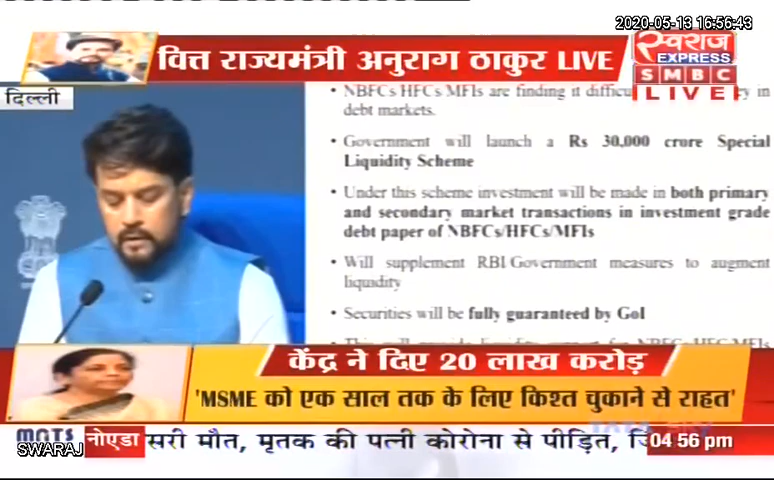 2020-05-13 16:56:43
वित्त राज्यमंत्री अनुराग ठाकुर LIVE
स्वराज
EXPRESS
SMBC
LIVE
दिल्ली
• NBFCs HFCs MFIs are finding it in
debt markets.
• Government will launch a Rs 30,000 crore Special
Liquidity Scheme
• Under this scheme investment will be made in both primary
and secondary market transactions in investment grade
debt paper of NBFCs/HFCs/MFIs
• Will supplement RBI Government measures to augment
liquidity
• Securities will be fully guaranteed by GoI
केंद्र ने दिए 20 लाख करोड़
'MSME को एक साल तक के लिए किश्त चुकाने से राहत'
नोएडा
सरी मौत, मृतक की पत्नी कोरोना से पीड़ित,
04 56 pm
SWARAJ